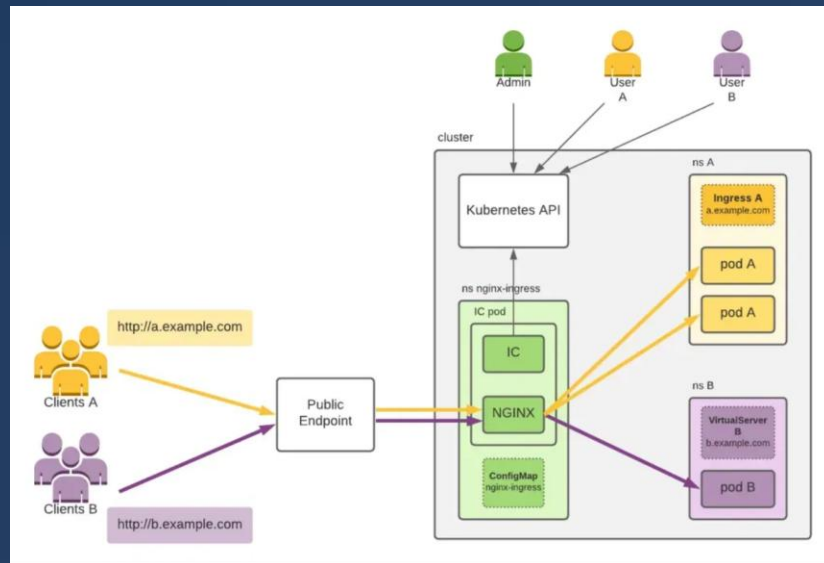 Admin
User
A
User
B
cluster
Kubernetes API
ns A
Ingress A
a.example.com
pod A
pod A
ns nginx-ingress
IC pod
IC
NGINX
ConfigMap
nginx-ingress
ns B
VirtualServer
B
b.example.com
pod B
http://a.example.com
Clients A
Public
Endpoint
Clients B
http://b.example.com